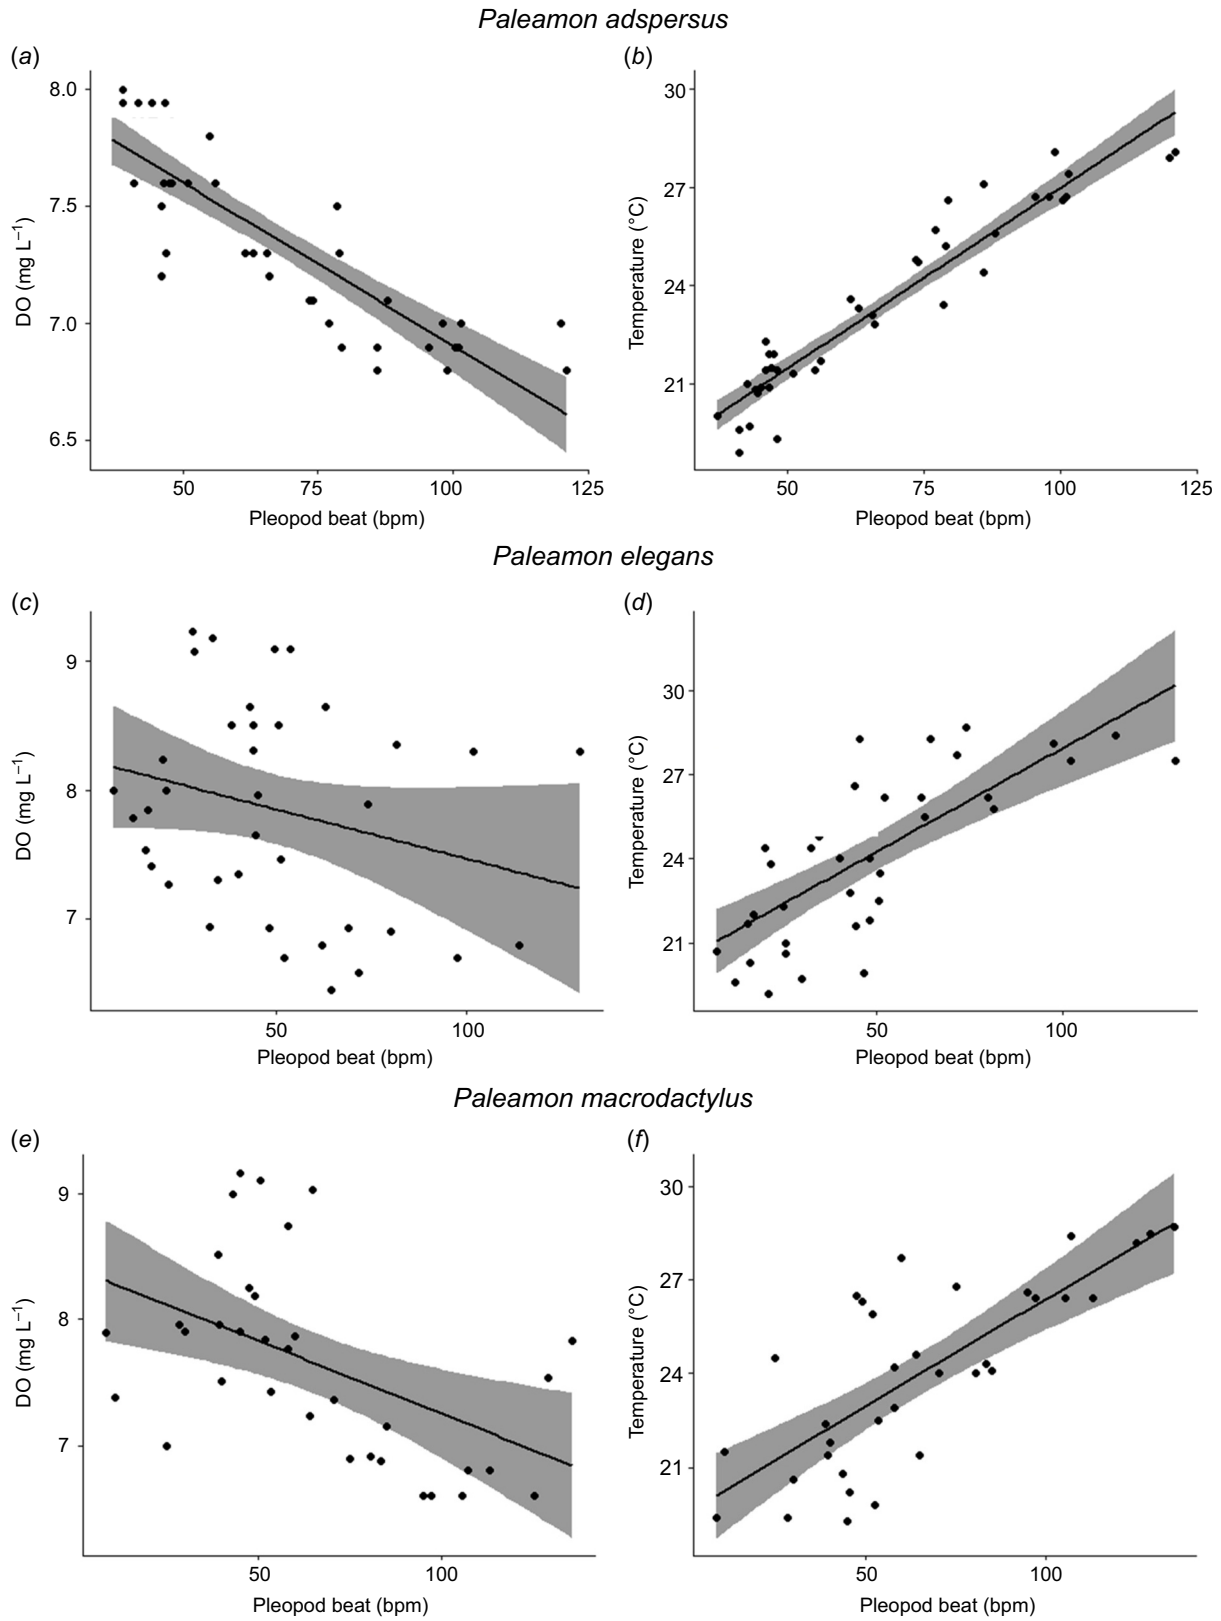 Paleamon adspersus
(a)
(b)
8.0
7.5
7.0
6.5
DO (mg L⁻¹)
50
75
100
125
Pleopod beat (bpm)
30
27
24
21
Temperature (°C)
50
75
100
125
Pleopod beat (bpm)
Paleamon elegans
(c)
(d)
9
8
7
DO (mg L⁻¹)
50
100
Pleopod beat (bpm)
30
27
24
21
Temperature (°C)
50
100
Pleopod beat (bpm)
Paleamon macrodactylus
(e)
(f)
9
8
7
DO (mg L⁻¹)
50
100
Pleopod beat (bpm)
30
27
24
21
Temperature (°C)
50
100
Pleopod beat (bpm)